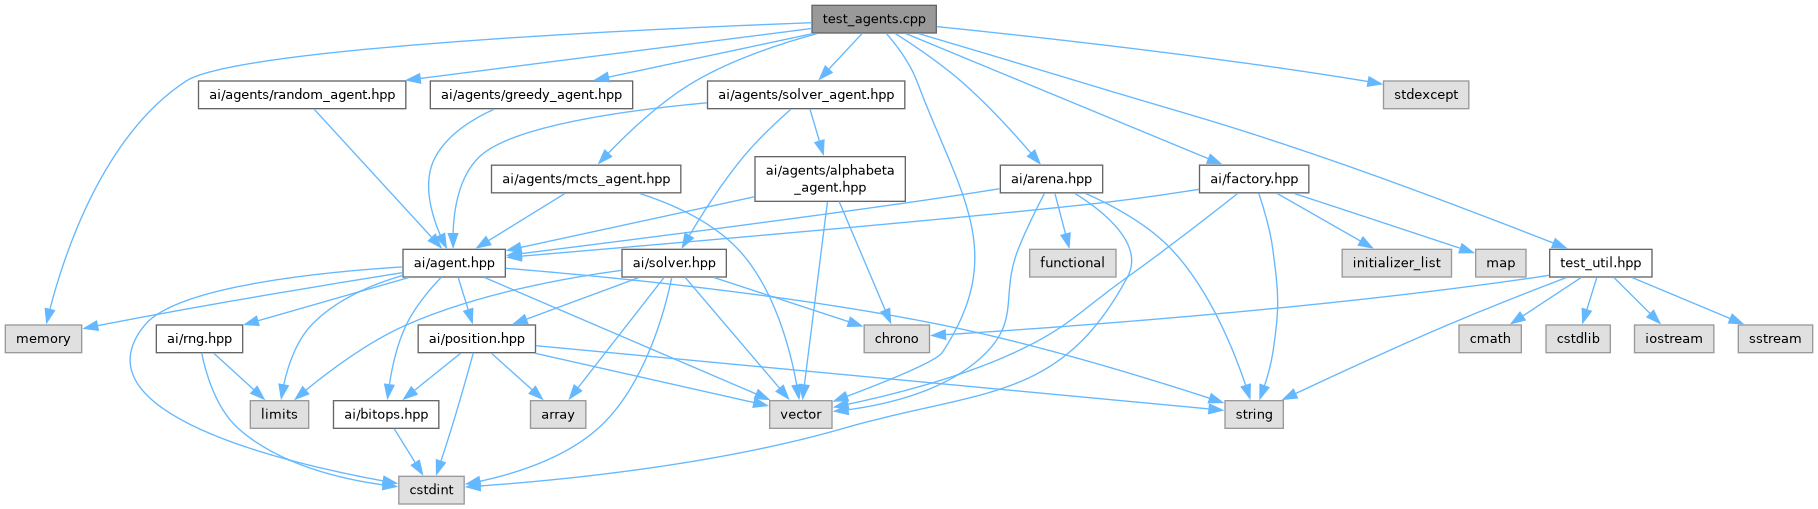 test_agents.cpp
ai/agents/random_agent.hpp
ai/agents/greedy_agent.hpp
ai/agents/solver_agent.hpp
stdexcept
ai/agents/mcts_agent.hpp
ai/agents/alphabeta
_agent.hpp
ai/arena.hpp
ai/factory.hpp
ai/agent.hpp
ai/solver.hpp
functional
initializer_list
map
test_util.hpp
memory
ai/rng.hpp
ai/position.hpp
chrono
cmath
cstdlib
iostream
sstream
limits
ai/bitops.hpp
array
vector
string
cstdint